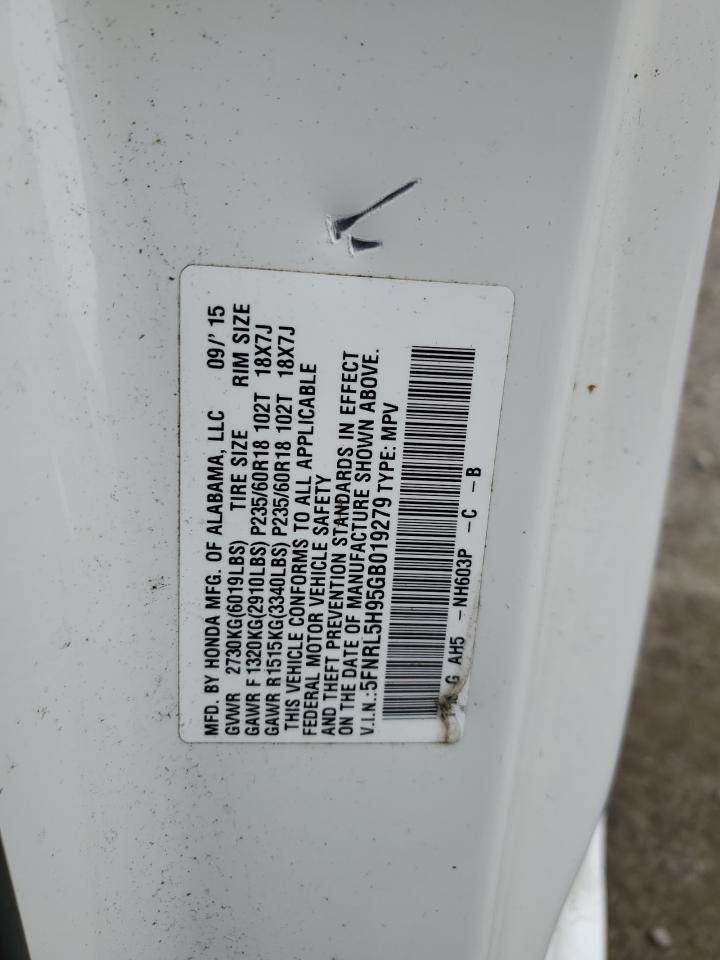 MFD. BY HONDA MFG. OF ALABAMA, LLC 09/'15
GVWR 2730KG(6019LBS) TIRE SIZE RIM SIZE
GAWR F 1320KG(2910LBS) P235/60R18 102T 18X7J
GAWR R1515KG(3340LBS) P235/60R18 102T 18X7J
THIS VEHICLE CONFORMS TO ALL APPLICABLE
FEDERAL MOTOR VEHICLE SAFETY
AND THEFT PREVENTION STANDARDS IN EFFECT
ON THE DATE OF MANUFACTURE SHOWN ABOVE.
V.I.N.:5FNRL5H95GB019279 TYPE: MPV
G AH5 -NH603P -C -B